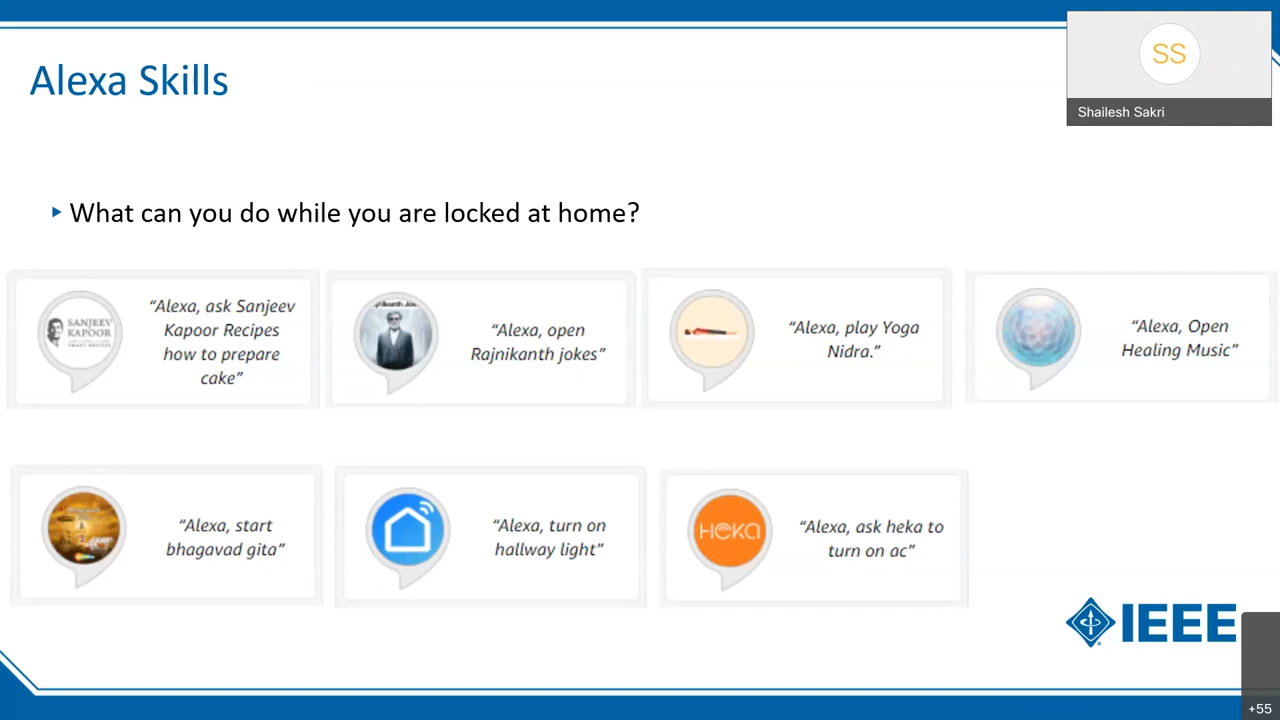 Alexa Skills
SS
Shailesh Sakri
What can you do while you are locked at home?
SANJEEV
KAPOOR
“Alexa, ask Sanjeev
Kapoor Recipes
how to prepare
cake”
“Alexa, open
Rajnikanth jokes”
“Alexa, play Yoga
Nidra.”
“Alexa, Open
Healing Music”
“Alexa, start
bhagavad gita”
“Alexa, turn on
hallway light”
HEKA
“Alexa, ask heka to
turn on ac”
IEEE
+55